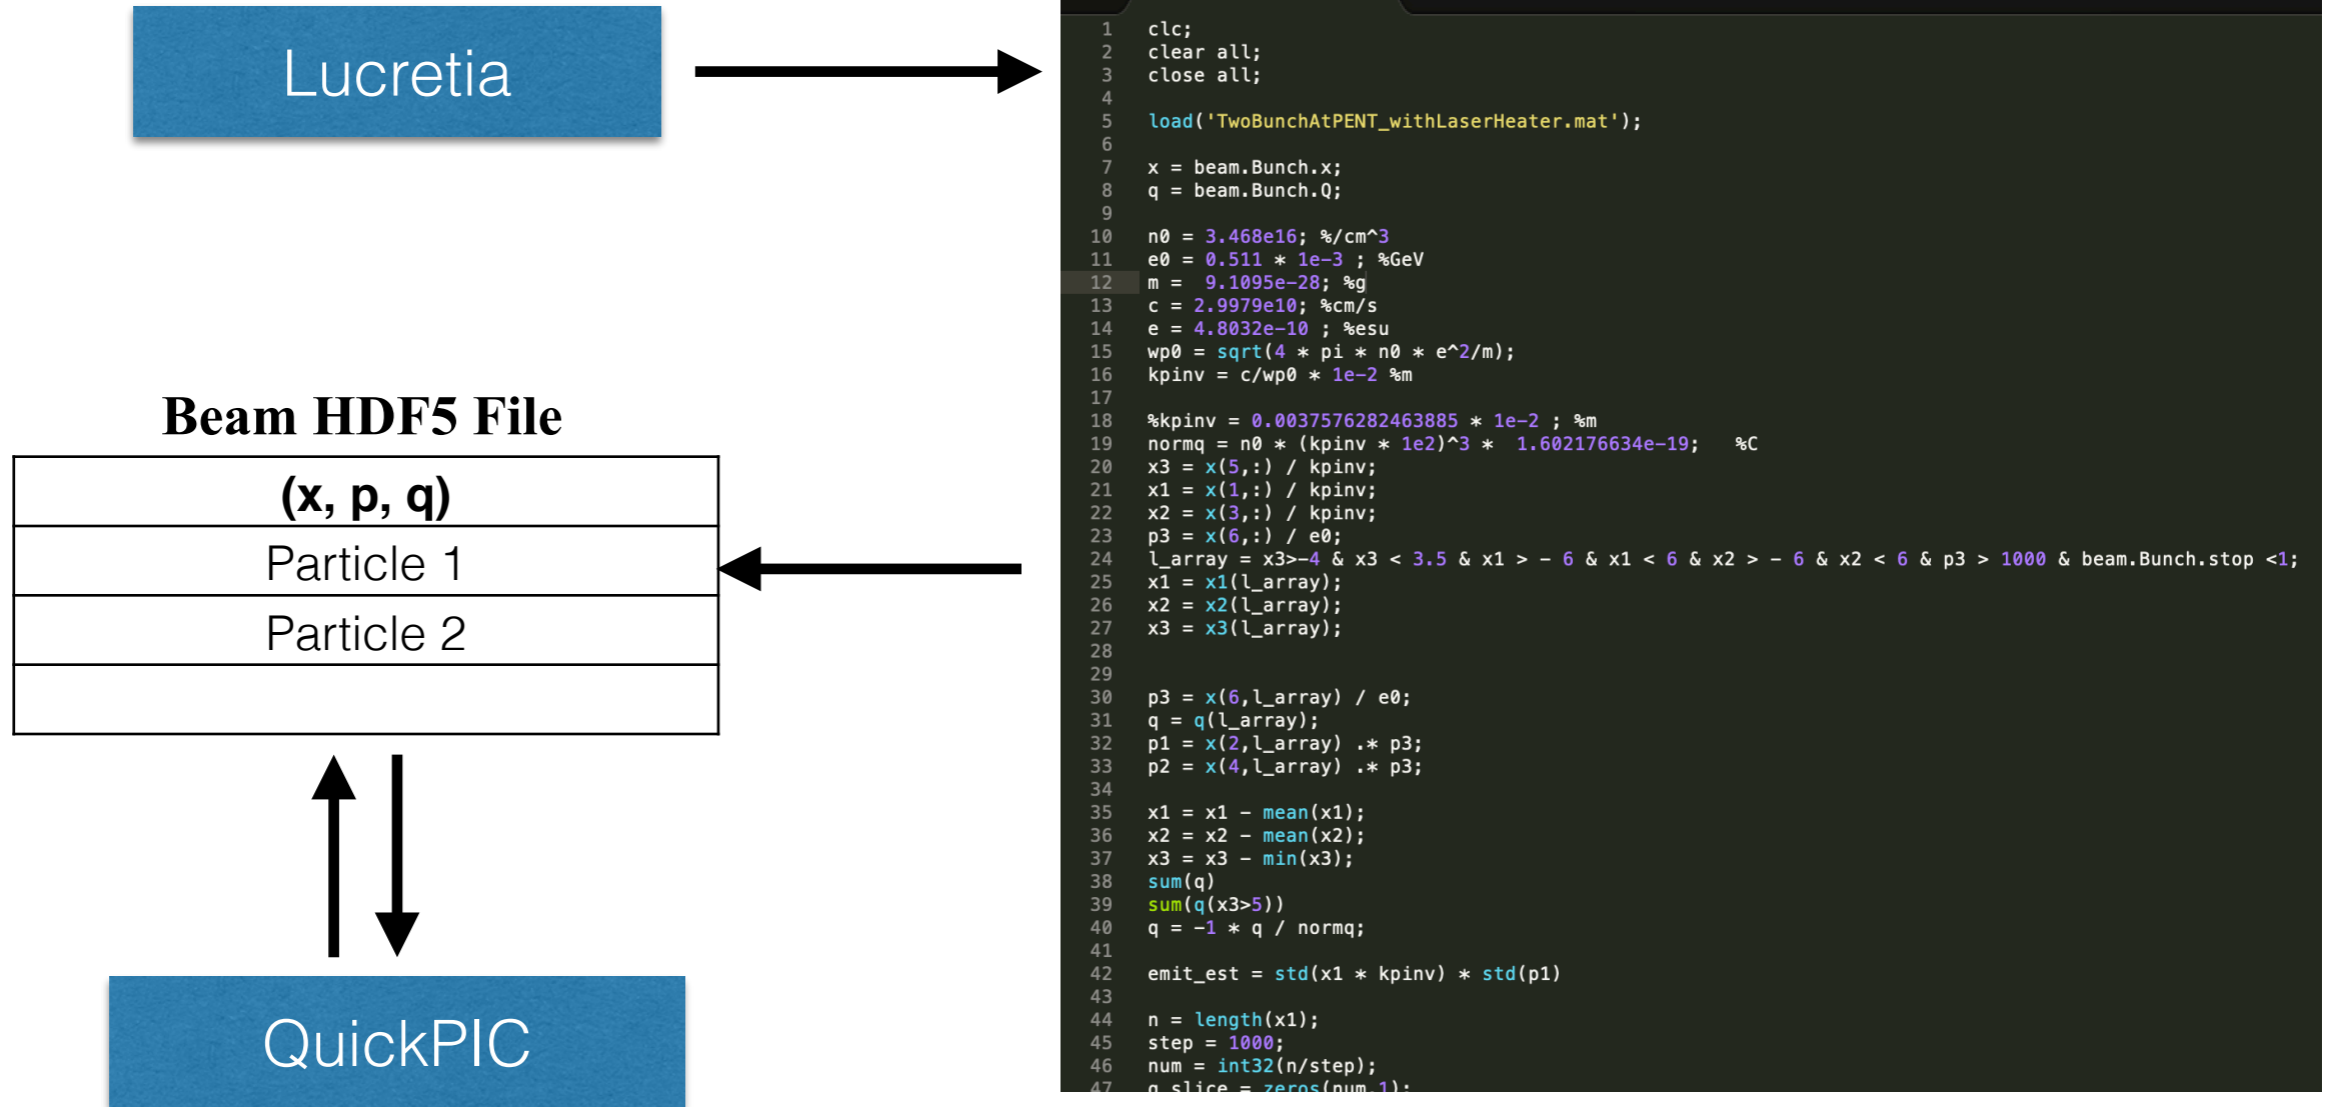 Lucretia
Beam HDF5 File
(x, p, q)
Particle 1
Particle 2
QuickPIC
1 clc;
2 clear all;
3 close all;
4
5 load('TwoBunchAtPENT_withLaserHeater.mat');
6
7 x = beam.Bunch.x;
8 q = beam.Bunch.Q;
9
10 n0 = 3.468e16; %/cm^3
11 e0 = 0.511 * 1e-3 ; %GeV
12 m =  9.1095e-28; %g
13 c = 2.9979e10; %cm/s
14 e = 4.8032e-10 ; %esu
15 wp0 = sqrt(4 * pi * n0 * e^2/m);
16 kpinv = c/wp0 * 1e-2 %m
17
18 %kpinv = 0.00375762824638​85 * 1e-2 ; %m
19 normq = n0 * (kpinv * 1e2)^3 *  1.602176634e-19;   %C
20 x3 = x(5,:) / kpinv;
21 x1 = x(1,:) / kpinv;
22 x2 = x(3,:) / kpinv;
23 p3 = x(6,:) / e0;
24 l_array = x3>-4 & x3 < 3.5 & x1 > - 6 & x1 < 6 & x2 > - 6 & x2 < 6 & p3 > 1000 & beam.Bunch.stop <1;
25 x1 = x1(l_array);
26 x2 = x2(l_array);
27 x3 = x3(l_array);
28
29
30 p3 = x(6,l_array) / e0;
31 q = q(l_array);
32 p1 = x(2,l_array) .* p3;
33 p2 = x(4,l_array) .* p3;
34
35 x1 = x1 - mean(x1);
36 x2 = x2 - mean(x2);
37 x3 = x3 - min(x3);
38 sum(q)
39 sum(q(x3>5))
40 q = -1 * q / normq;
41
42 emit_est = std(x1 * kpinv) * std(p1)
43
44 n = length(x1);
45 step = 1000;
46 num = int32(n/step);
47 q_slice = zeros(num,1);